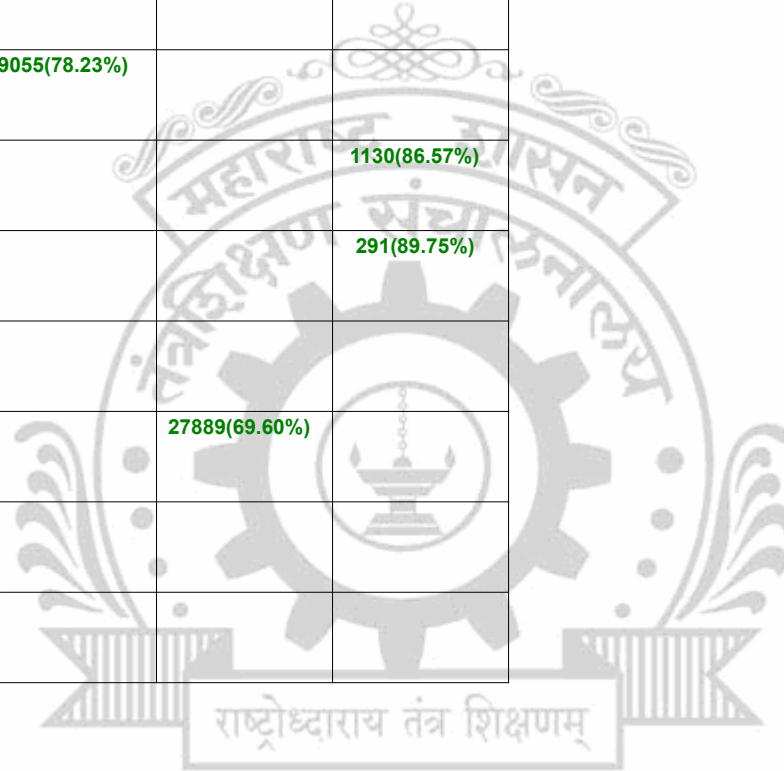 9055(78.23%)
महाराष्ट्र शासन
1130(86.57%)
तंत्रशिक्षण संचालनालय
291(89.75%)
27889(69.60%)
राष्ट्रोध्दाराय तंत्र शिक्षणम्